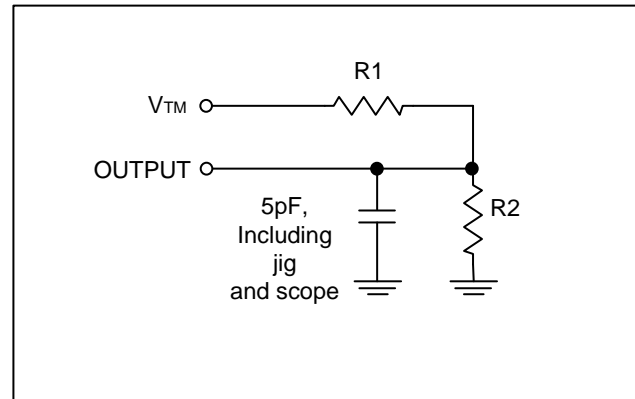 R1
VTM
OUTPUT
5pF,
Including
jig
and scope
R2